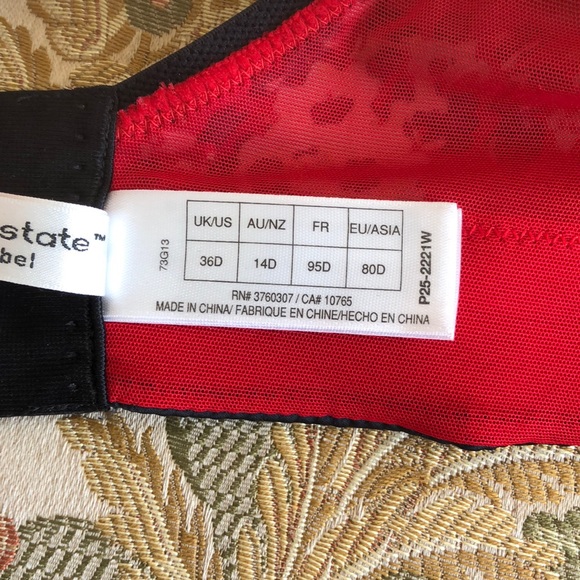 state™
bel
73G13
UK/US AU/NZ FR EU/ASIA
36D 14D 95D 80D
RN# 3760307 / CA# 10765
MADE IN CHINA/ FABRIQUE EN CHINE/HECHO EN CHINA
P25-2221W